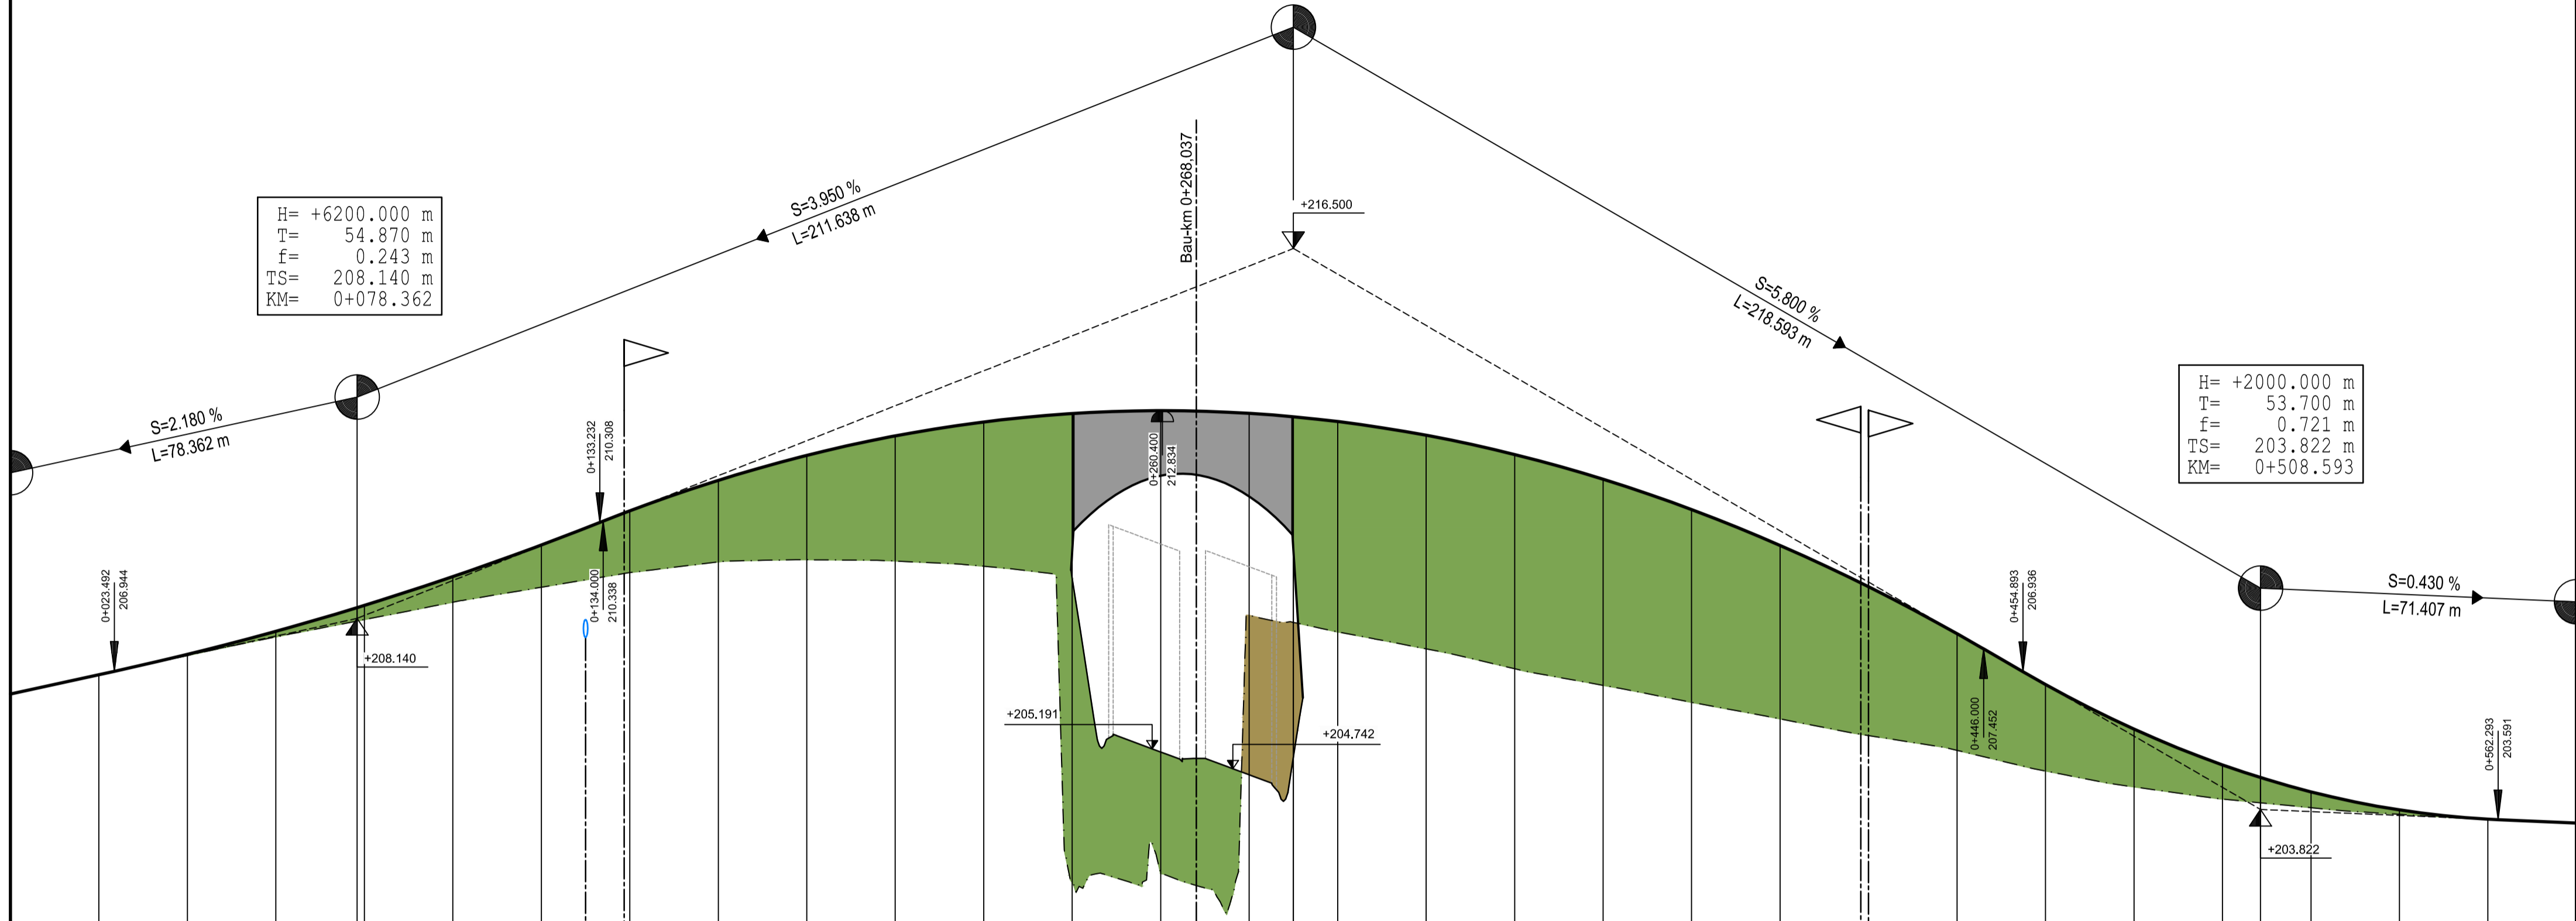 Bau-km 0+268,037
+216.500
S=3.950 %
L=211.638 m
H= +6200.000 m
T= 54.870 m
f= 0.243 m
TS= 208.140 m
KM= 0+078.362
S=5.800 %
L=218.593 m
H= +2000.000 m
T= 53.700 m
f= 0.721 m
TS= 203.822 m
KM= 0+508.593
S=2.180 %
L=78.362 m
0+133.232
210.308
0+260.400
212.834
0+023.492
206.944
0+134.000
210.338
+208.140
+205.191
+204.742
0+454.893
206.936
0+446.000
207.452
S=0.430 %
L=71.407 m
0+562.293
203.591
+203.822